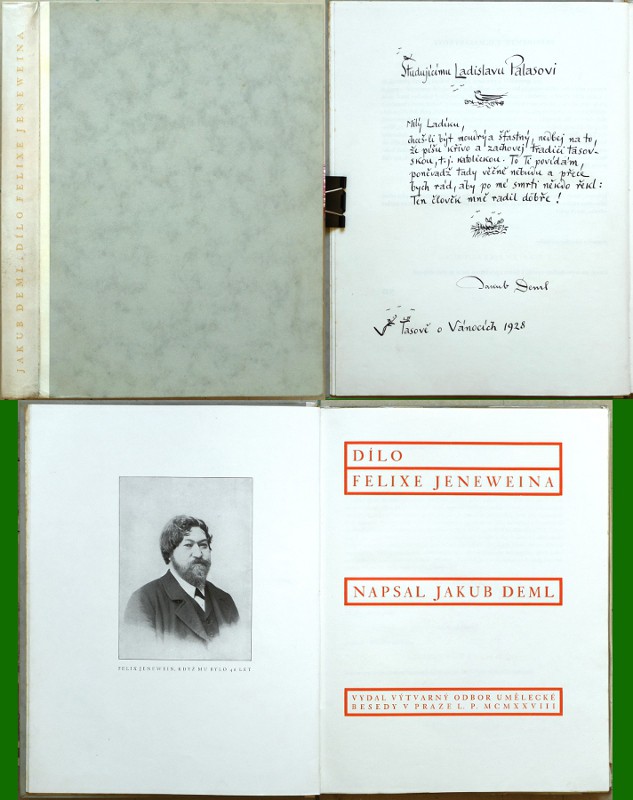 JAKUB DEML, DÍLO FELIXE JENEWEINA
Studujícímu Ladislavu Palasovi
Milý Ladíku,
chceš-li být moudrý a šťastný, nedbej na to,
že píšu křivo a zachovej tradici tasov-
skou, t. j. katolickou. To Ti povídám,
poněvadž tady věčně nebudu a přece
bych rád, aby po mé smrti někdo řekl:
Ten člověk mně radil dobře!
Jakub Deml
V Tasově o Vánocích 1928
FELIX JENEWEIN, KDYŽ MU BYLO 46 LET
DÍLO
FELIXE JENEWEINA
NAPSAL JAKUB DEML
VYDAL VÝTVARNÝ ODBOR UMĚLECKÉ
BESEDY V PRAZE L. P. MCMXXVIII